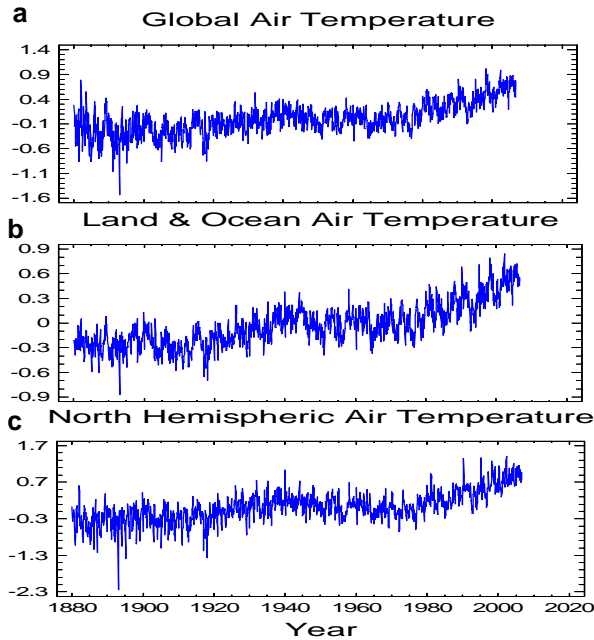 a
Global Air Temperature
1.4
0.9
0.4
-0.1
-0.6
-1.1
-1.6
Land & Ocean Air Temperature
b
0.9
0.6
0.3
0
-0.3
-0.6
-0.9
c
North Hemispheric Air Temperature
1.7
0.7
-0.3
-1.3
-2.3
1880 1900 1920 1940 1960 1980 2000 2020
Year